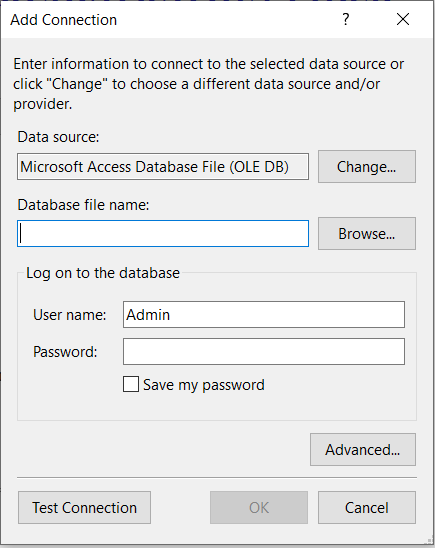 Add Connection
?
Enter information to connect to the selected data source or
click "Change" to choose a different data source and/or
provider.
Data source:
Microsoft Access Database File (OLE DB)
Change...
Database file name:
Browse...
Log on to the database
User name:
Admin
Password:
Save my password
Advanced...
Test Connection
OK
Cancel